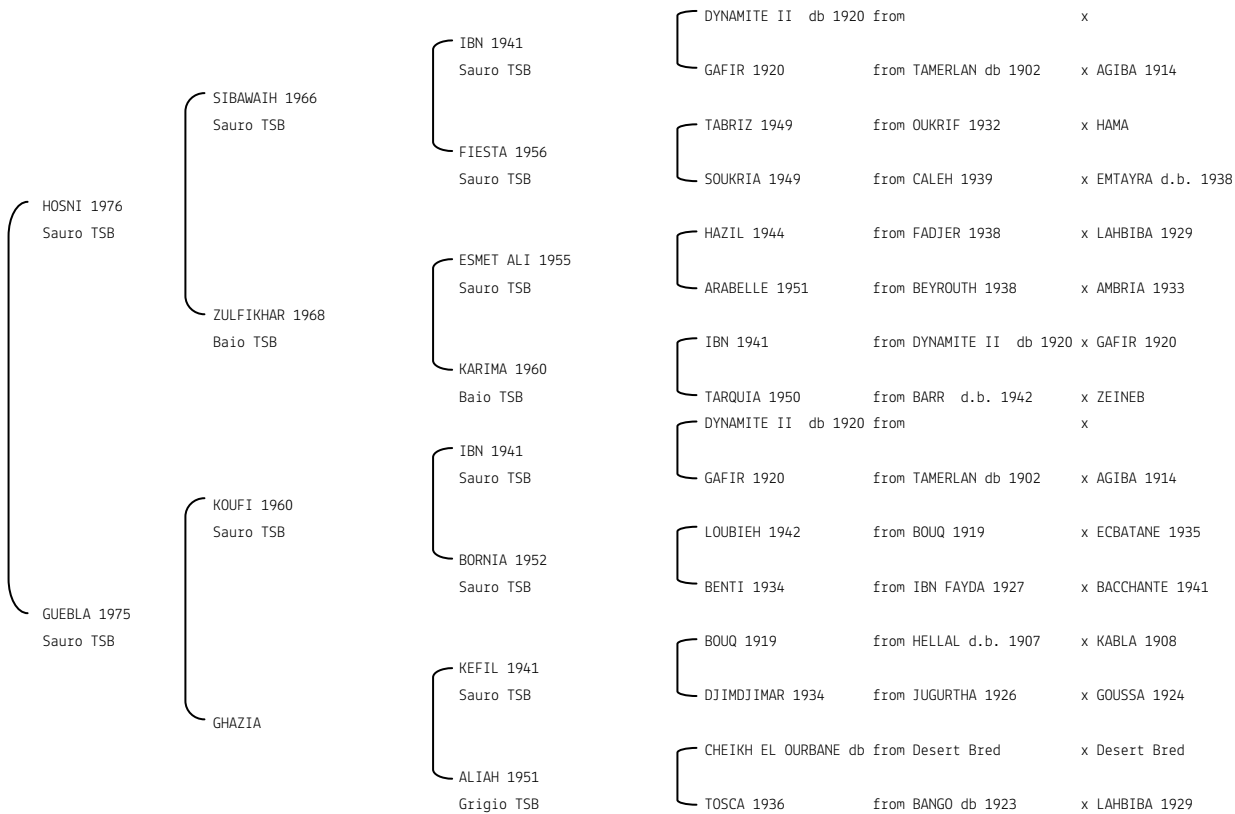 DYNAMITE II db 1920 from x
IBN 1941
Sauro TSB
GAFIR 1920 from TAMERLAN db 1902 x AGIBA 1914
SIBAWAIH 1966
Sauro TSB
TABRIZ 1949 from OUKRIF 1932 x HAMA
FIESTA 1956
Sauro TSB
SOUKRIA 1949 from CALEH 1939 x EMTAYRA d.b. 1938
HOSNI 1976
Sauro TSB
HAZIL 1944 from FADJER 1938 x LAHBIBA 1929
ESMET ALI 1955
Sauro TSB
ARABELLE 1951 from BEYROUTH 1938 x AMBRIA 1933
ZULFIKHAR 1968
Baio TSB
IBN 1941 from DYNAMITE II db 1920 x GAFIR 1920
KARIMA 1960
Baio TSB
TARQUIA 1950 from BARR d.b. 1942 x ZEINEB
DYNAMITE II db 1920 from x
IBN 1941
Sauro TSB
GAFIR 1920 from TAMERLAN db 1902 x AGIBA 1914
KOUFI 1960
Sauro TSB
LOUBIEH 1942 from BOUQ 1919 x ECBATANE 1935
BORNIA 1952
Sauro TSB
BENTI 1934 from IBN FAYDA 1927 x BACCHANTE 1941
GUEBLA 1975
Sauro TSB
BOUQ 1919 from HELLAL d.b. 1907 x KABLA 1908
KEFIL 1941
Sauro TSB
DJIMDJIMAR 1934 from JUGURTHA 1926 x GOUSSA 1924
GHAZIA
CHEIKH EL OURBANE db from Desert Bred x Desert Bred
ALIAH 1951
Grigio TSB
TOSCA 1936 from BANGO db 1923 x LAHBIBA 1929